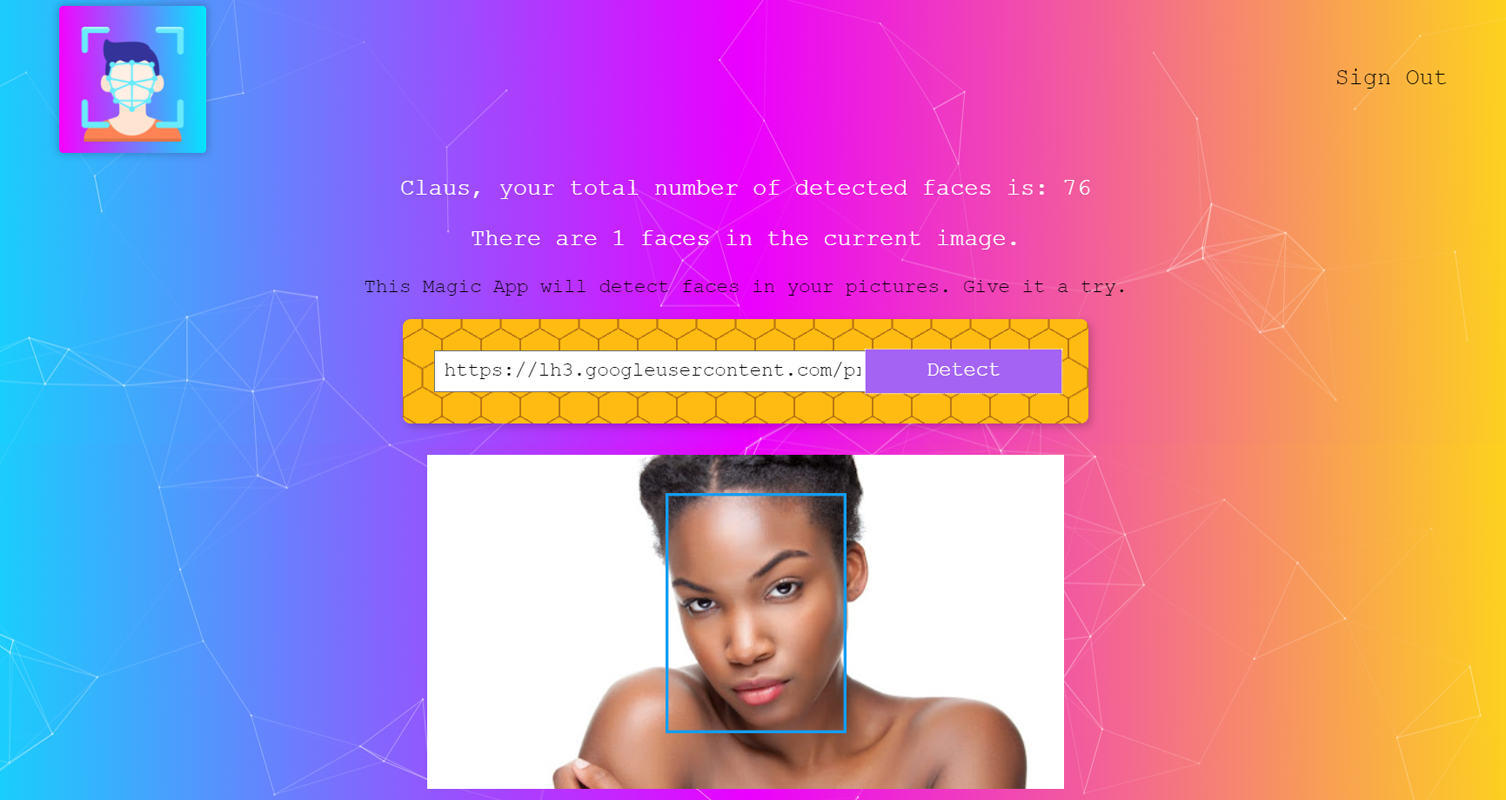 Sign Out
Claus, your total number of detected faces is: 76
There are 1 faces in the current image.
This Magic App will detect faces in your pictures. Give it a try.
https://lh3.googleusercontent.com/ Detect